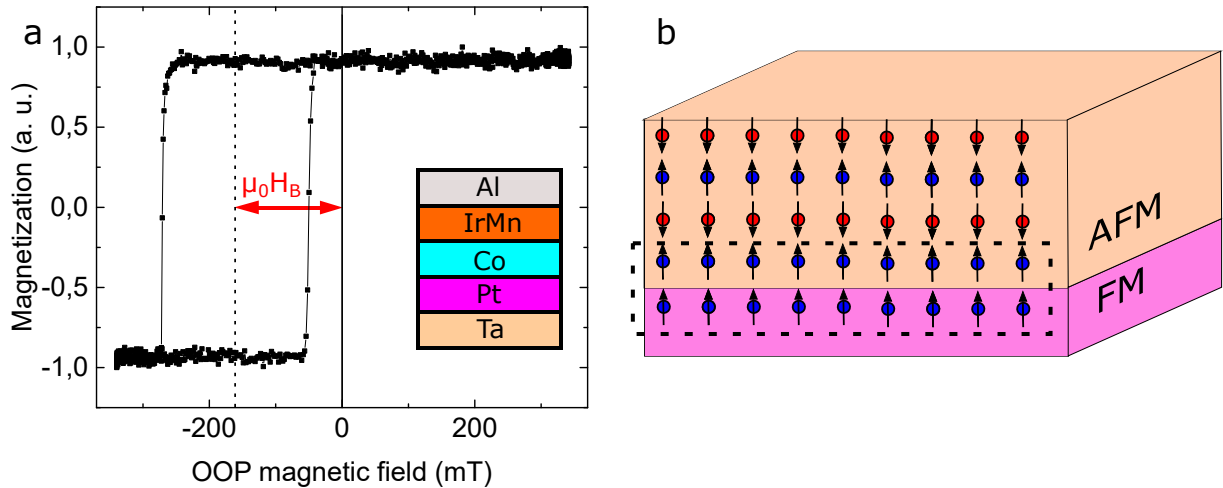 a
Magnetization (a. u.)
1,0
0,5
0,0
-0,5
-1,0
-200
0
200
OOP magnetic field (mT)
μ₀H_B
Al
IrMn
Co
Pt
Ta
b
AFM
FM